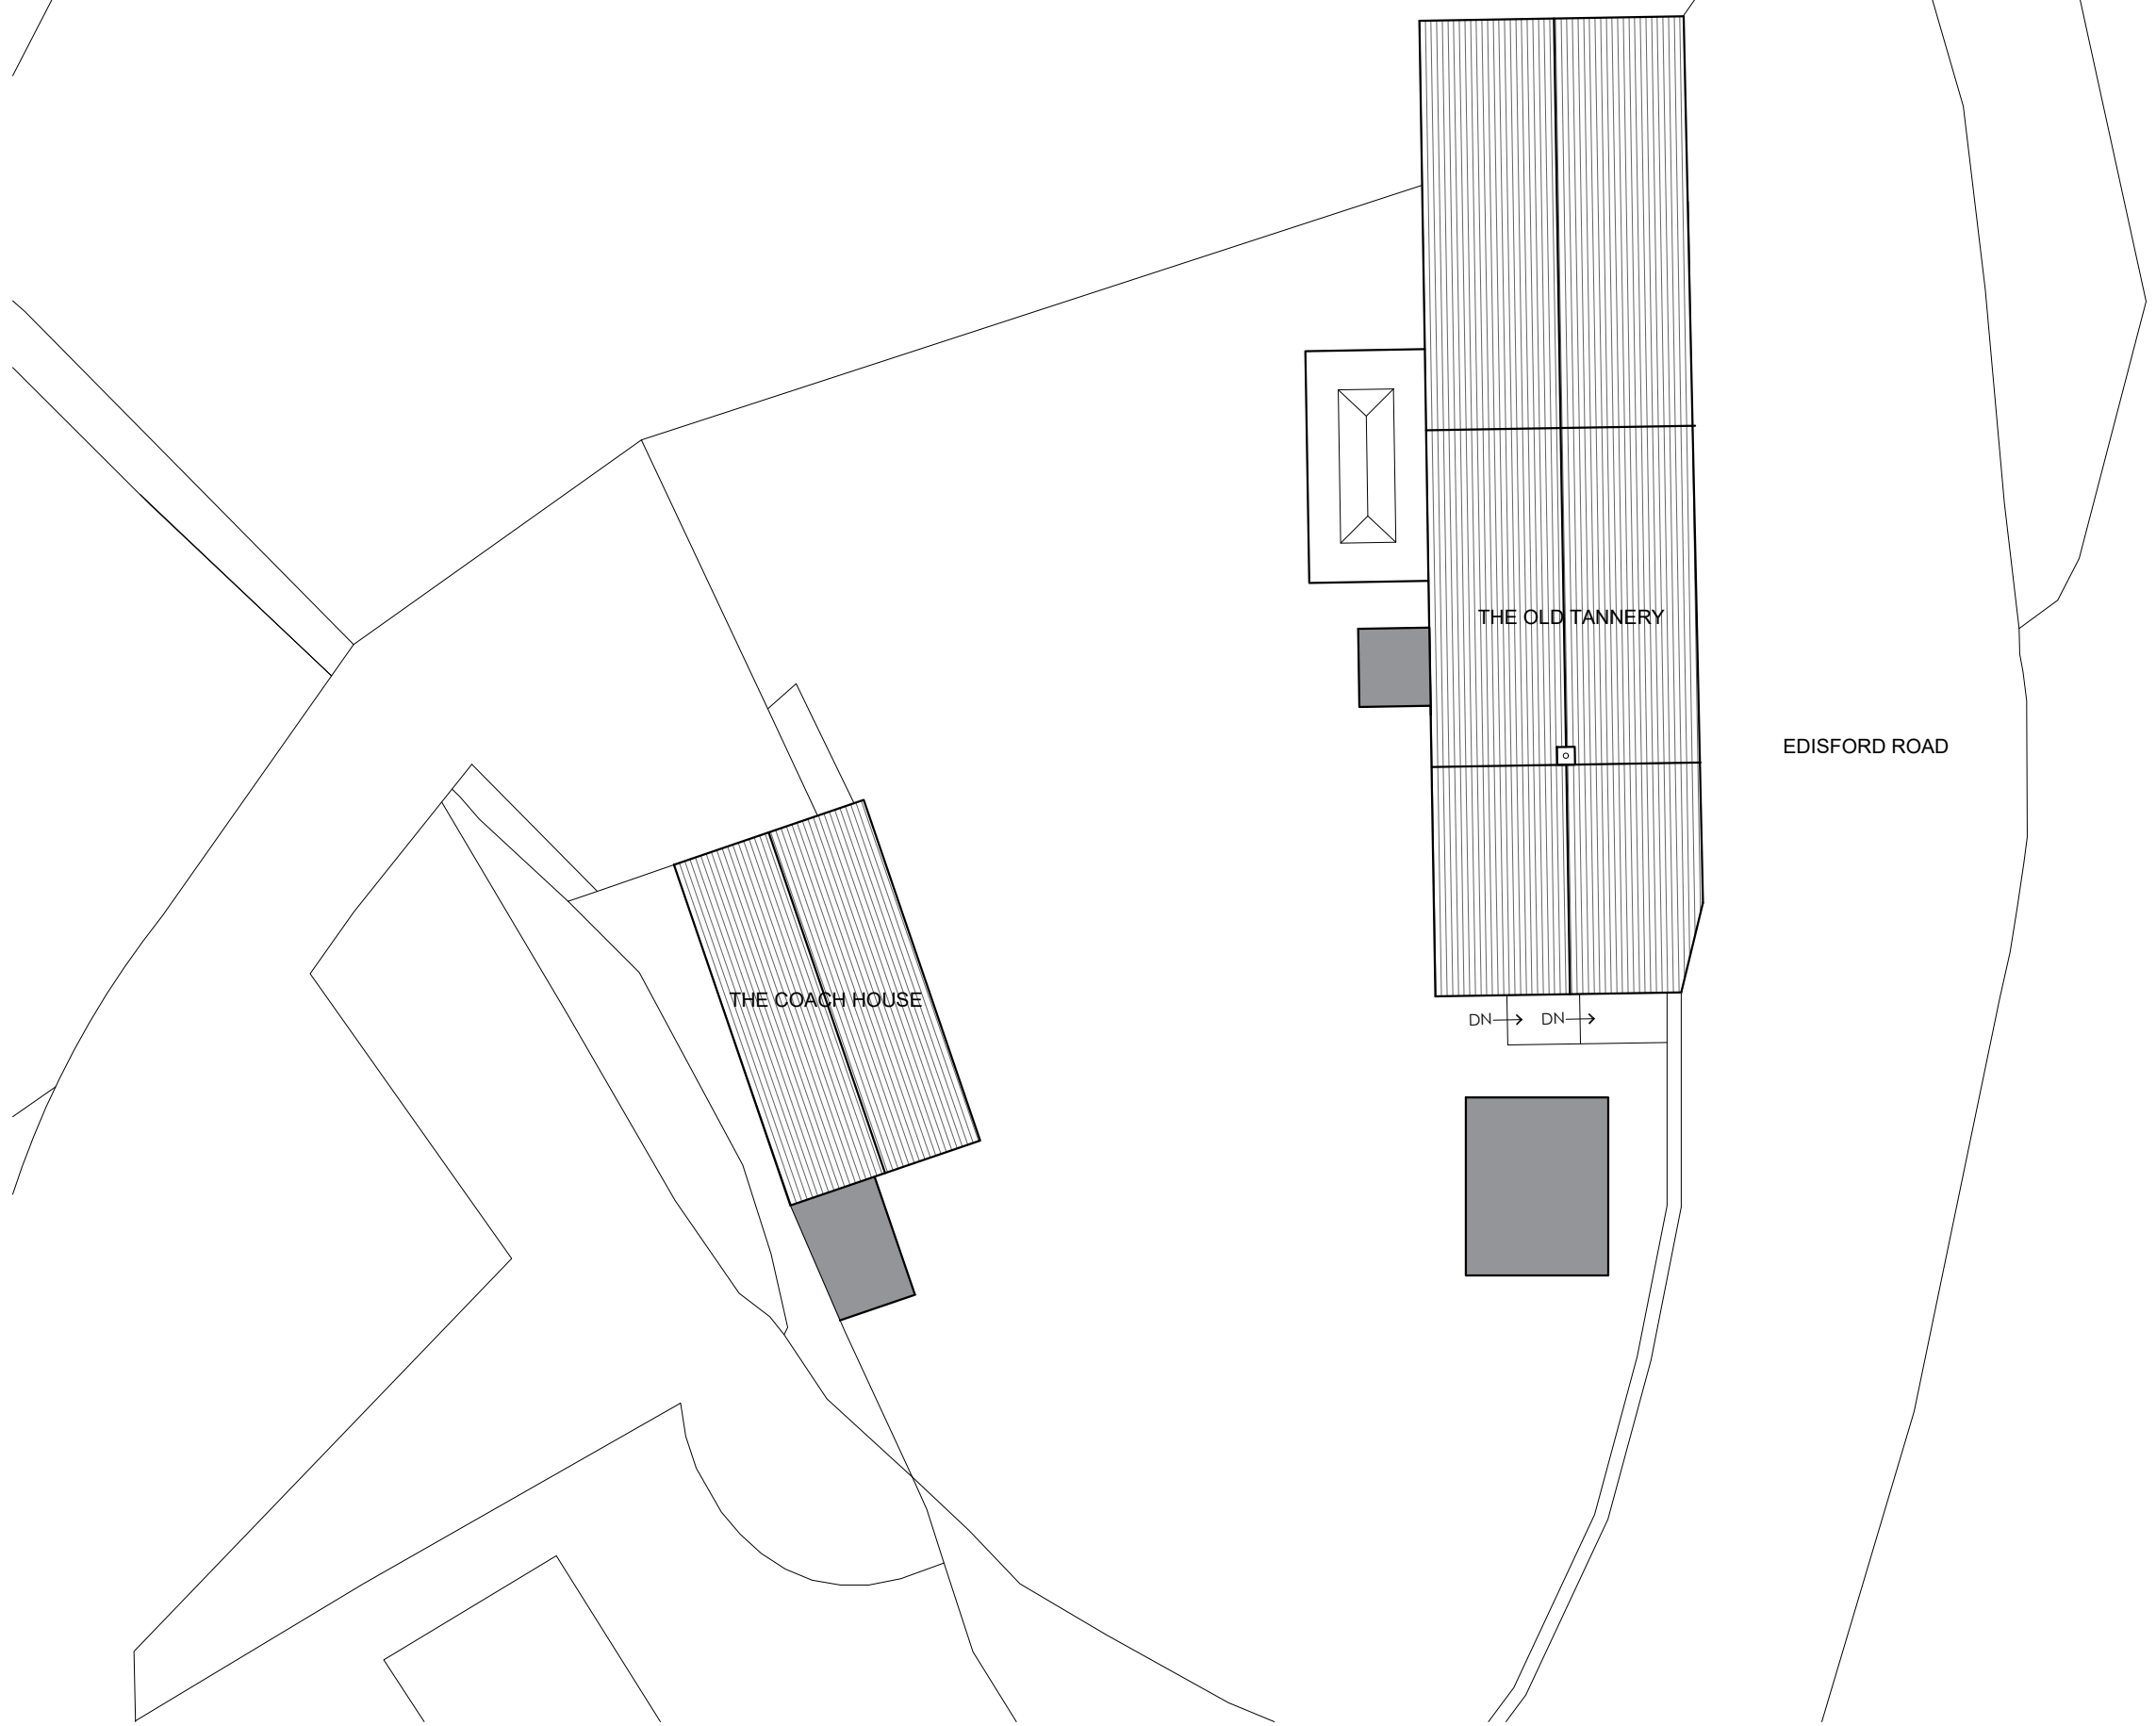 THE OLD TANNERY
EDISFORD ROAD
THE COACH HOUSE
DN
DN